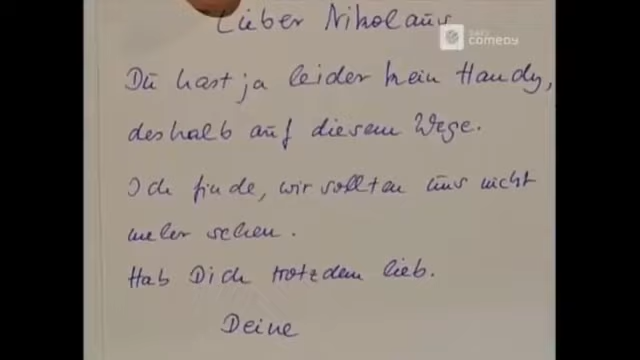 Lieber Nikolaus
comedy
Du hast ja leider kein Handy,
deshalb auf diesem Wege.
Ich finde, wir sollten uns nicht
mehr sehen.
Hab Dich trotzdem lieb.
Deine